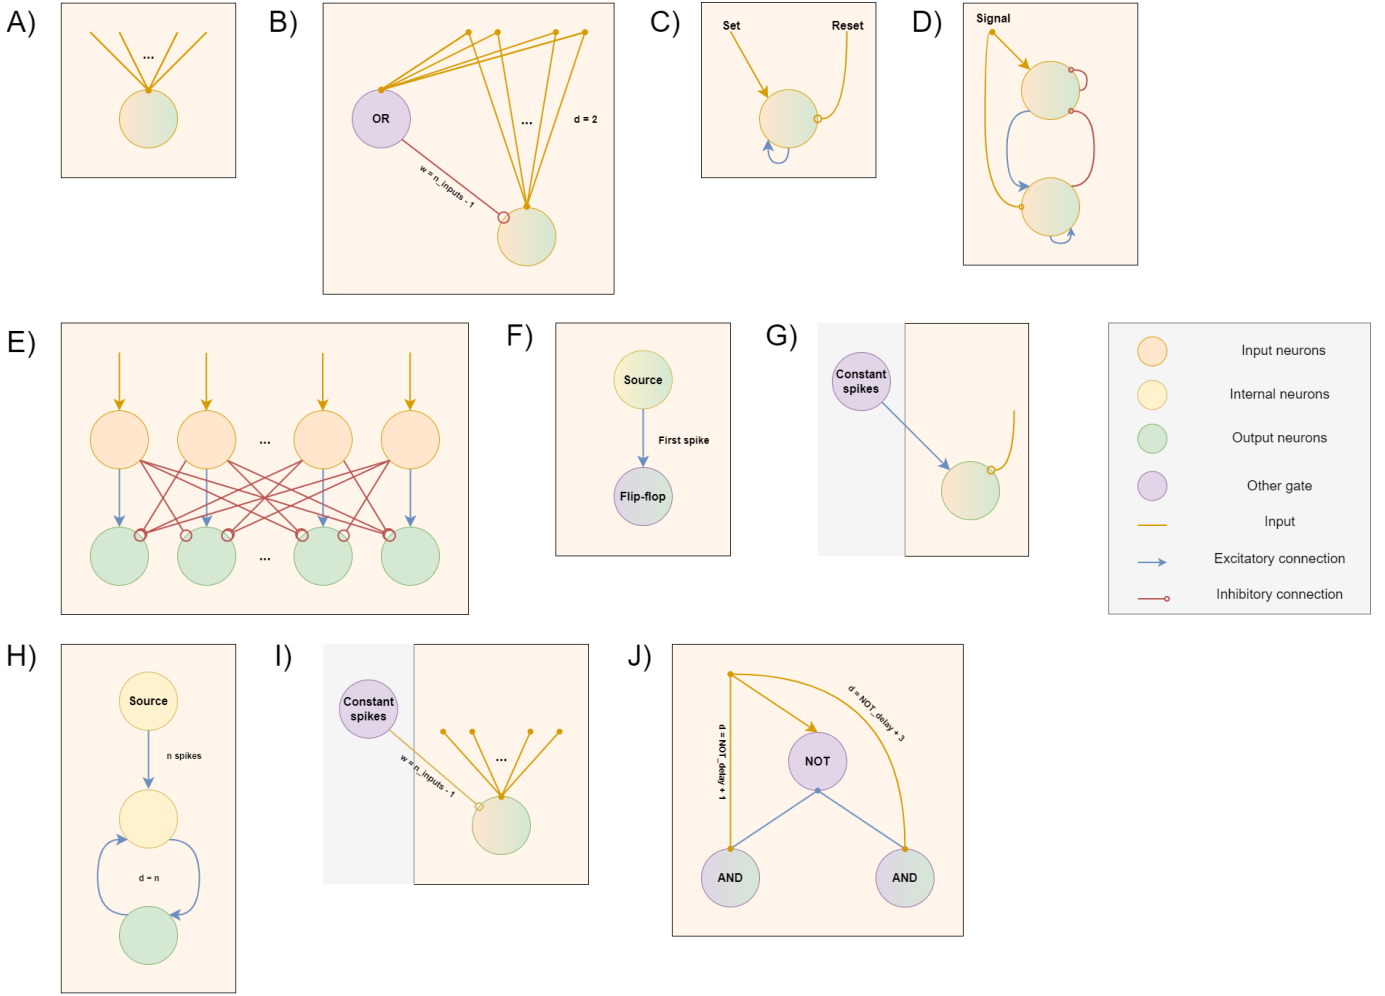 A)
...
B)
OR
...
d = 2
w = n_inputs - 1
C)
Set
Reset
D)
Signal
E)
...
...
F)
Source
First spike
Flip-flop
G)
Constant
spikes
Input neurons
Internal neurons
Output neurons
Other gate
Input
Excitatory connection
Inhibitory connection
H)
Source
n spikes
d = n
I)
Constant
spikes
...
w = n_inputs - 1
J)
d = NOT_delay + 3
d = NOT_delay + 1
NOT
AND
AND